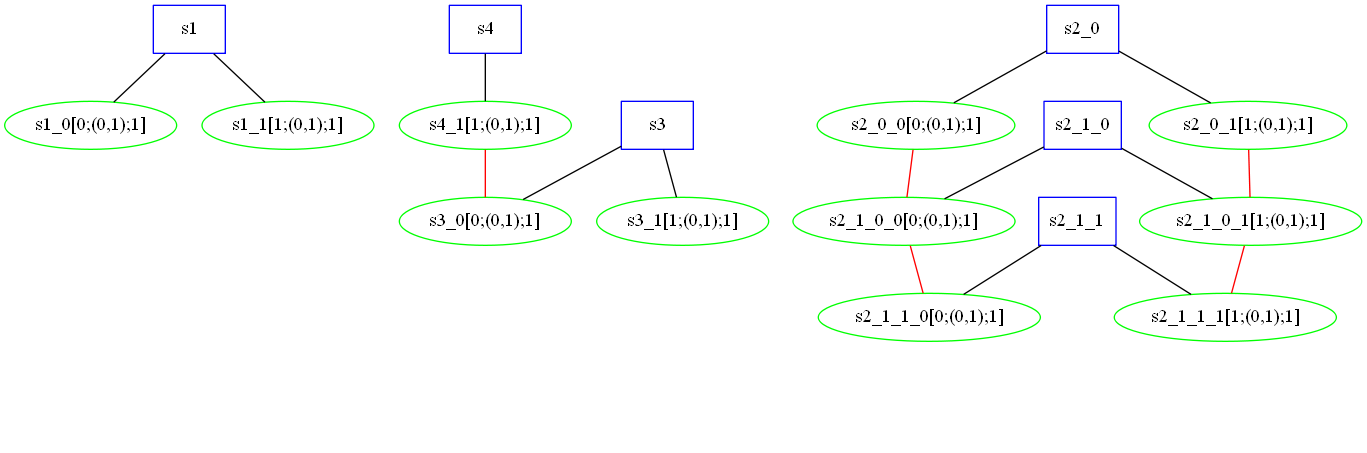 s1
s4
s2_0
s1_0[0;(0,1);1]
s1_1[1;(0,1);1]
s4_1[1;(0,1);1]
s3
s2_0_0[0;(0,1);1]
s2_1_0
s2_0_1[1;(0,1);1]
s3_0[0;(0,1);1]
s3_1[1;(0,1);1]
s2_1_0_0[0;(0,1);1]
s2_1_1
s2_1_0_1[1;(0,1);1]
s2_1_1_0[0;(0,1);1]
s2_1_1_1[1;(0,1);1]